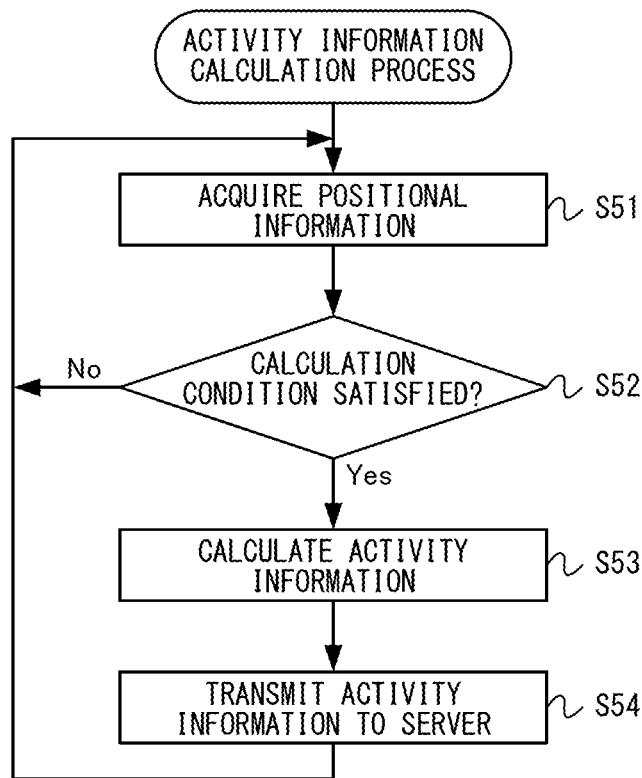 ACTIVITY INFORMATION
CALCULATION PROCESS
ACQUIRE POSITIONAL
INFORMATION
S51
CALCULATION
CONDITION SATISFIED?
S52
No
Yes
CALCULATE ACTIVITY
INFORMATION
S53
TRANSMIT ACTIVITY
INFORMATION TO SERVER
S54